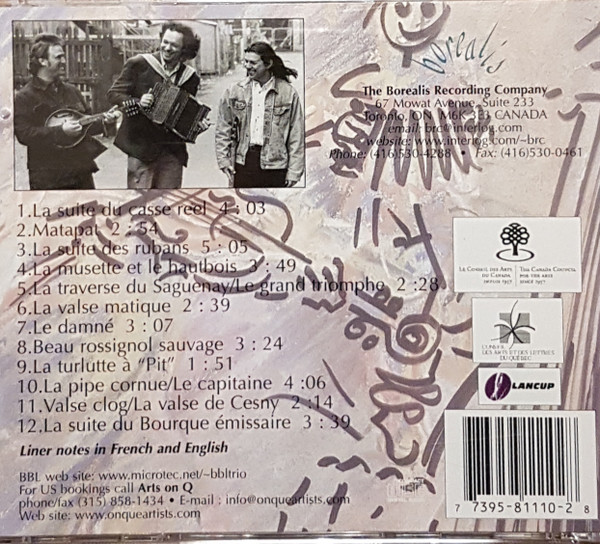 borealis
The Borealis Recording Company
67 Mowat Avenue, Suite 233
Toronto, ON, M6K 3E3 CANADA
email: brc@interlog.com
website: www.interlog.com/~brc
Phone: (416)530-4288 • Fax: (416)530-0461
1.La suite du casse reel 4 : 03
2.Matapat 2 : 54
3.La suite des rubans 5 : 05
4.La musette et le hautbois 3 : 49
5.La traverse du Saguenay/Le grand triomphe 2 :28
6.La valse matique 2 : 39
7.Le damné 3 : 07
8.Beau rossignol sauvage 3 : 24
9.La turlutte à “Pit” 1 : 51
10.La pipe cornue/Le capitaine 4 :06
11.Valse clog/La valse de Cesny 2 :14
12.La suite du Bourque émissaire 3 : 39
Liner notes in French and English
BBL web site: www.microtec.net/~bbltrio
For US bookings call Arts on Q
phone/fax (315) 858-1434 • E-mail : info@onqueartists.com
Web site: www.onqueartists.com
LE CONSEIL DES ARTS
DU CANADA
DEPUIS 1957
THE CANADA COUNCIL
FOR THE ARTS
SINCE 1957
CONSEIL
DES ARTS ET DES LETTRES
DU QUÉBEC
LANCUP
7 7395-81110-2 8